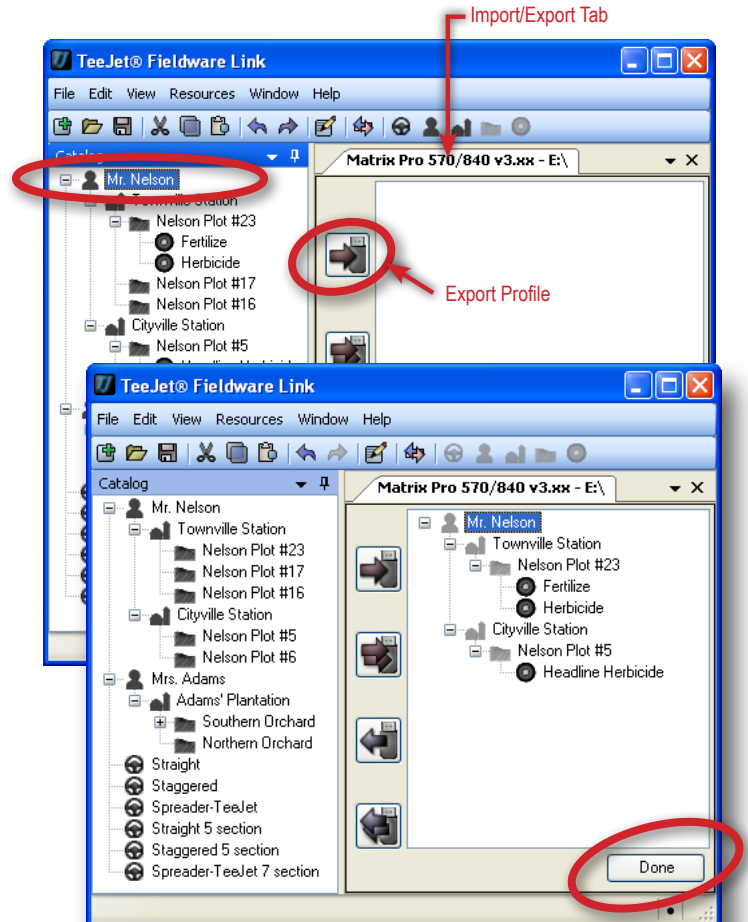 Import/Export Tab
TeeJet® Fieldware Link
File Edit View Resources Window Help
Matrix Pro 570/840 v3.xx - E:\
Mr. Nelson
Townville Station
Nelson Plot #23
Fertilize
Herbicide
Nelson Plot #17
Nelson Plot #16
Cityville Station
Nelson Plot #5
Export Profile
TeeJet® Fieldware Link
File Edit View Resources Window Help
Catalog
Mr. Nelson
Townville Station
Nelson Plot #23
Nelson Plot #17
Nelson Plot #16
Cityville Station
Nelson Plot #5
Nelson Plot #6
Mrs. Adams
Adams' Plantation
Southern Orchard
Northern Orchard
Straight
Staggered
Spreader-TeeJet
Straight 5 section
Staggered 5 section
Spreader-TeeJet 7 section
Matrix Pro 570/840 v3.xx - E:\
Mr. Nelson
Townville Station
Nelson Plot #23
Fertilize
Herbicide
Cityville Station
Nelson Plot #5
Headline Herbicide
Done